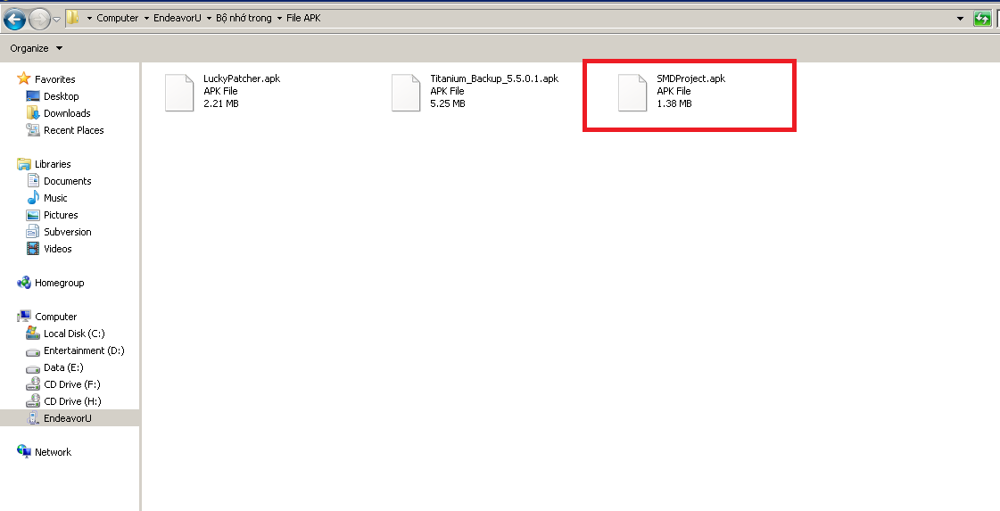 Computer EndeavorU Bộ nhớ trong File APK
Organize
Favorites
Desktop
Downloads
Recent Places
Libraries
Documents
Music
Pictures
Subversion
Videos
Homegroup
Computer
Local Disk (C:)
Entertainment (D:)
Data (E:)
CD Drive (F:)
CD Drive (H:)
EndeavorU
Network
LuckyPatcher.apk
APK File
2.21 MB
Titanium_Backup_5.5.0.1.apk
APK File
5.25 MB
SMDProject.apk
APK File
1.38 MB